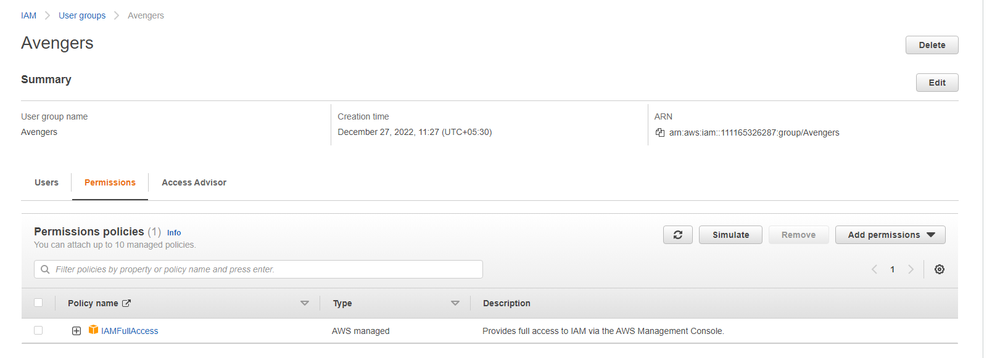 IAM > User groups > Avengers
Avengers
Delete
Summary
Edit
User group name
Avengers
Creation time
December 27, 2022, 11:27 (UTC+05:30)
ARN
arn:aws:iam::111165326287:group/Avengers
Users Permissions Access Advisor
Permissions policies (1) Info
You can attach up to 10 managed policies.
Simulate Remove Add permissions
Filter policies by property or policy name and press enter.
1
Policy name Type Description
IAMFullAccess AWS managed Provides full access to IAM via the AWS Management Console.